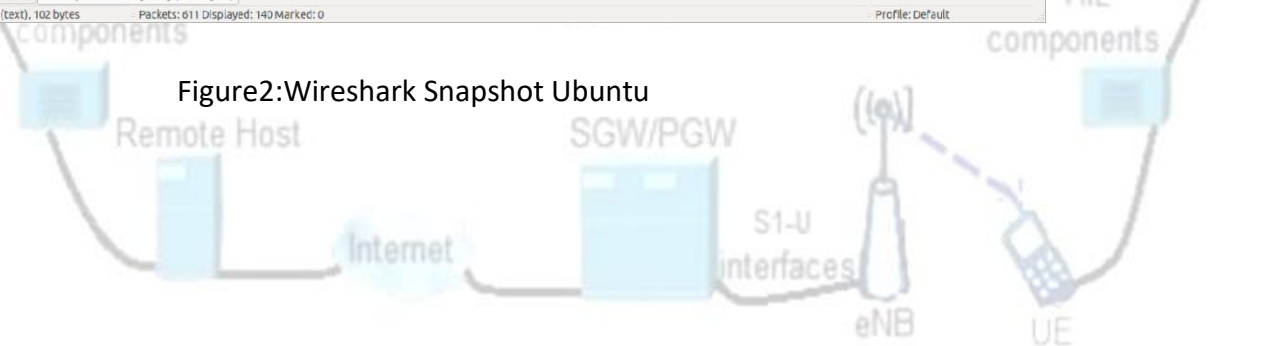 (text), 102 bytes Packets: 611 Displayed: 140 Marked: 0 Profile: Default
components
components
Figure2:Wireshark Snapshot Ubuntu
Remote Host
SGW/PGW
Internet
S1-U
interfaces
eNB
UE